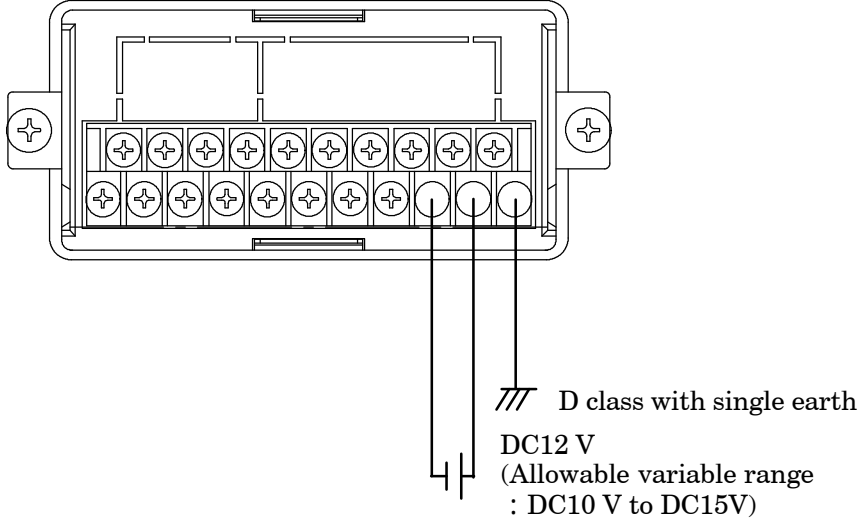 D class with single earth
DC12 V
(Allowable variable range
: DC10 V to DC15V)